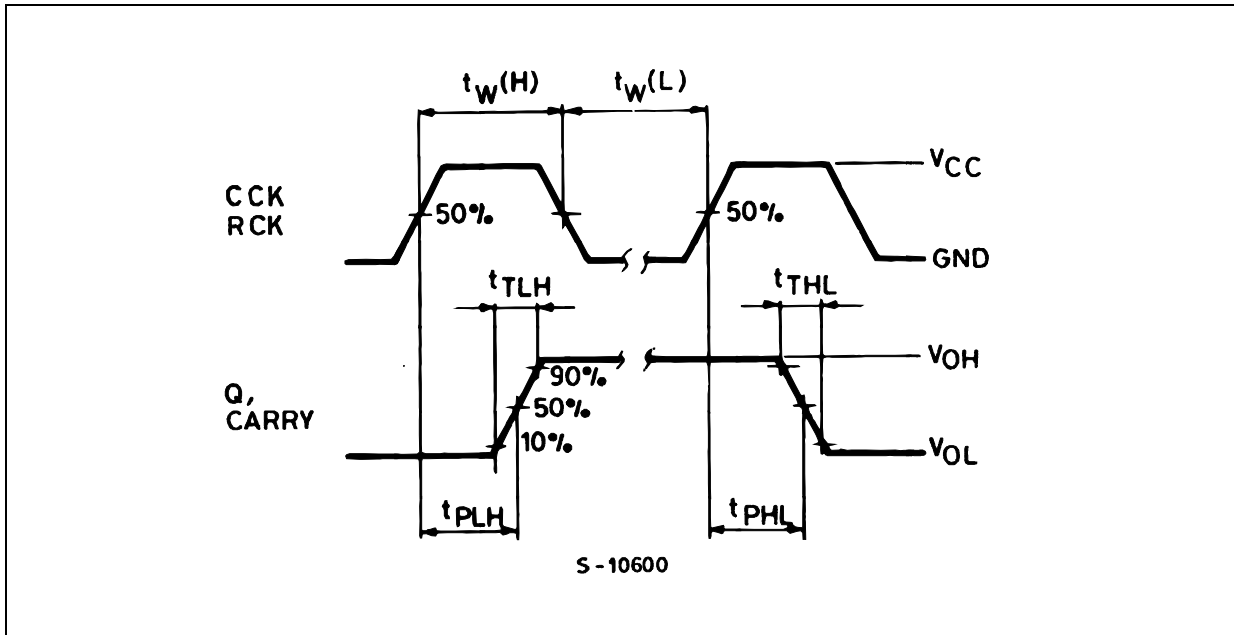 tW(H) tW(L)
CCK
RCK
50%
50%
VCC
GND
tTLH
tTHL
Q,
CARRY
90%
50%
10%
VOH
VOL
tPLH
tPHL
S-10600